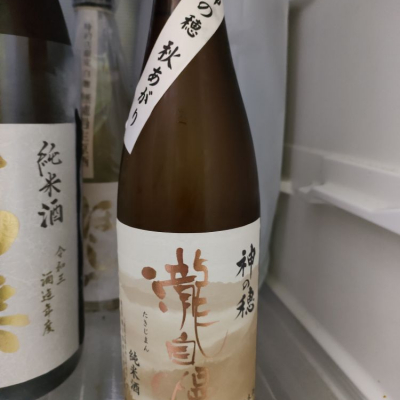 神の穂 秋あがり
神の穂
瀧自慢
たきじまん
純米酒
純米酒
令和三
酒造年度